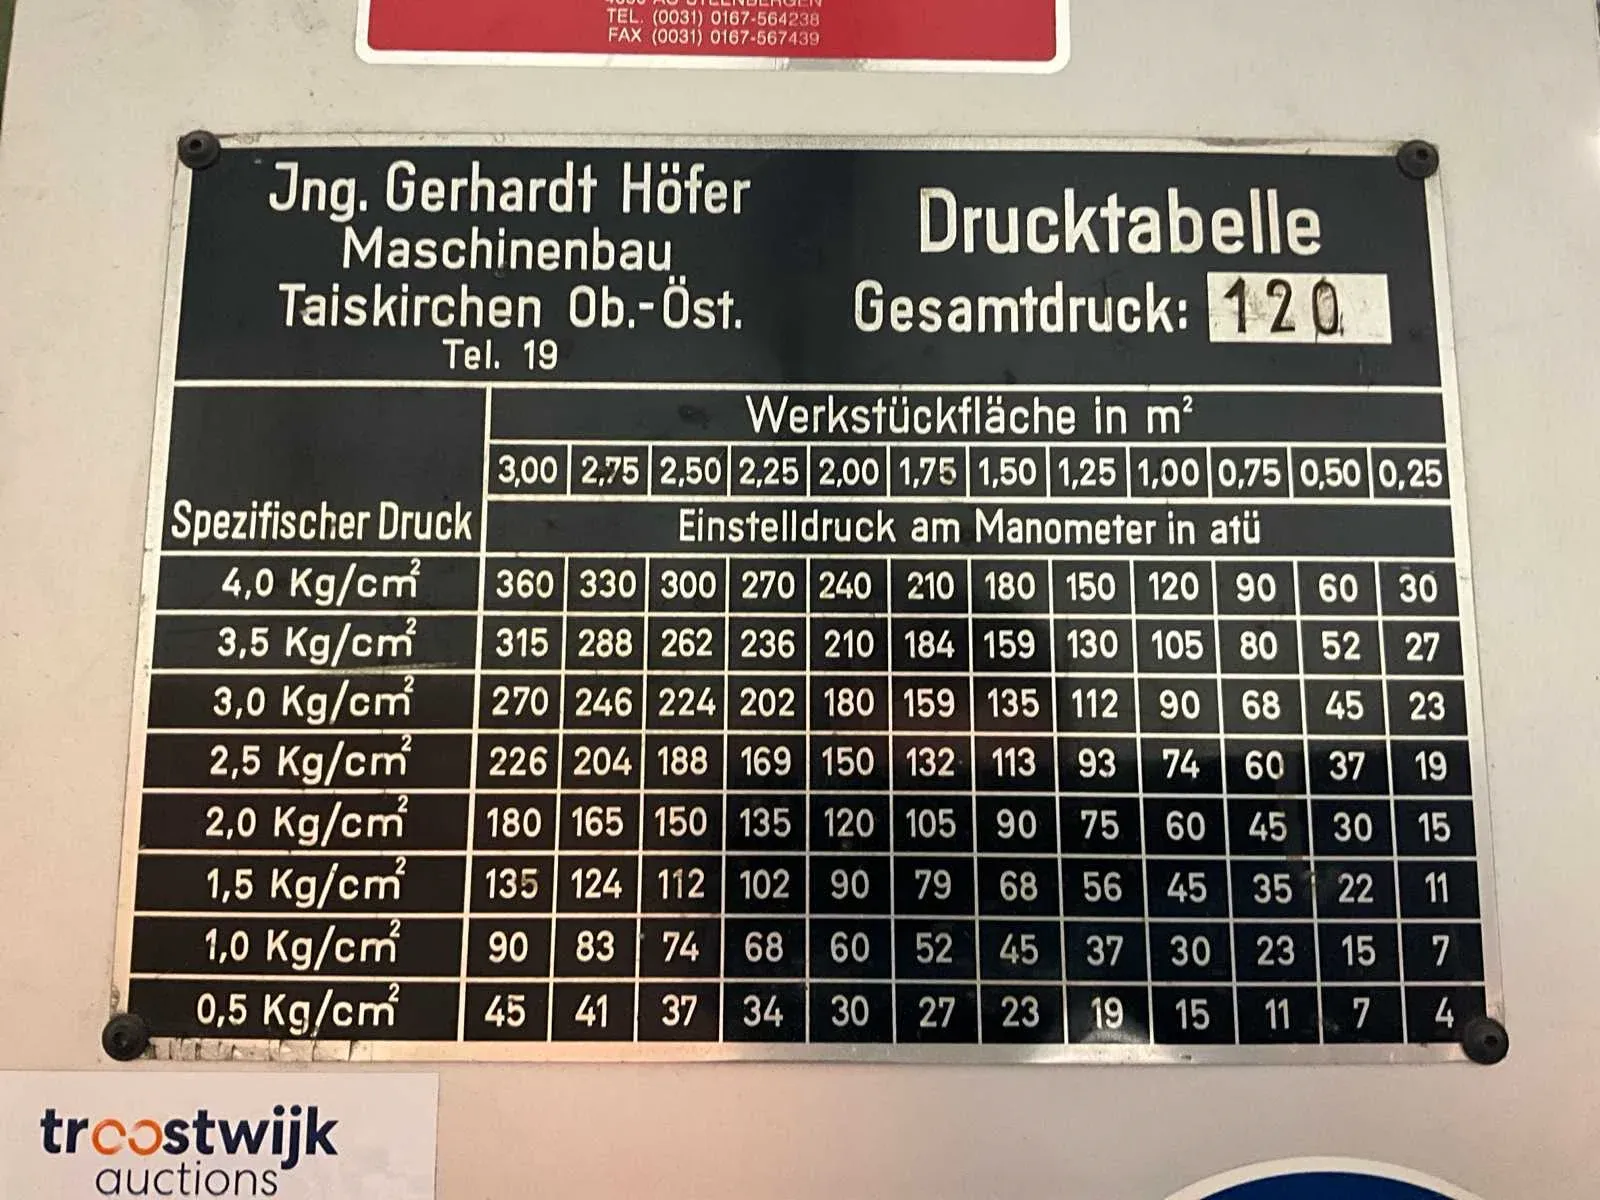 TEL. (0031) 0167-564238
FAX (0031) 0167-567439
Jng. Gerhardt Höfer
Maschinenbau
Taiskirchen Ob.-Öst.
Tel. 19
Drucktabelle
Gesamtdruck: 120
Werkstückfläche in m²
3,00 2,75 2,50 2,25 2,00 1,75 1,50 1,25 1,00 0,75 0,50 0,25
Spezifischer Druck Einstelldruck am Manometer in atü
4,0 Kg/cm² 360 330 300 270 240 210 180 150 120 90 60 30
3,5 Kg/cm² 315 288 262 236 210 184 159 130 105 80 52 27
3,0 Kg/cm² 270 246 224 202 180 159 135 112 90 68 45 23
2,5 Kg/cm² 226 204 188 169 150 132 113 93 74 60 37 19
2,0 Kg/cm² 180 165 150 135 120 105 90 75 60 45 30 15
1,5 Kg/cm² 135 124 112 102 90 79 68 56 45 35 22 11
1,0 Kg/cm² 90 83 74 68 60 52 45 37 30 23 15 7
0,5 Kg/cm² 45 41 37 34 30 27 23 19 15 11 7 4
troostwijk
auctions